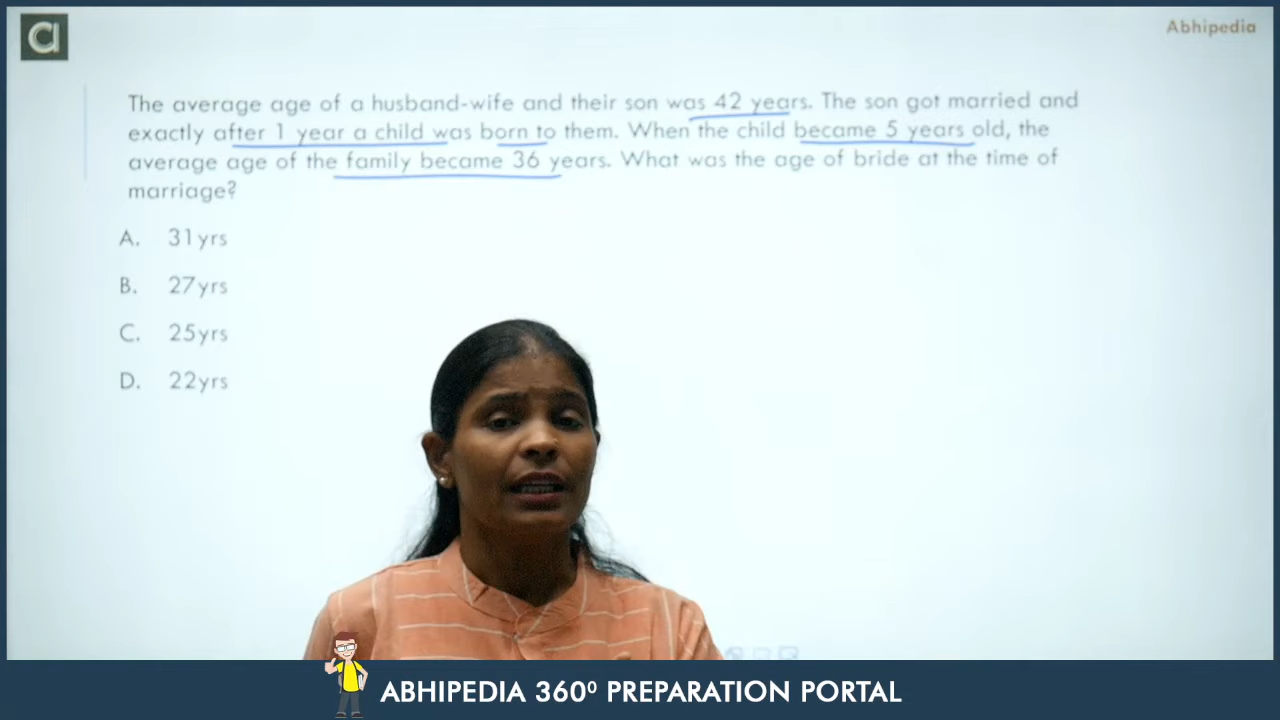 Abhipedia
The average age of a husband-wife and their son was 42 years. The son got married and
exactly after 1 year a child was born to them. When the child became 5 years old, the
average age of the family became 36 years. What was the age of bride at the time of
marriage?
A. 31yrs
B. 27yrs
C. 25yrs
D. 22yrs
ABHIPEDIA 360⁰ PREPARATION PORTAL